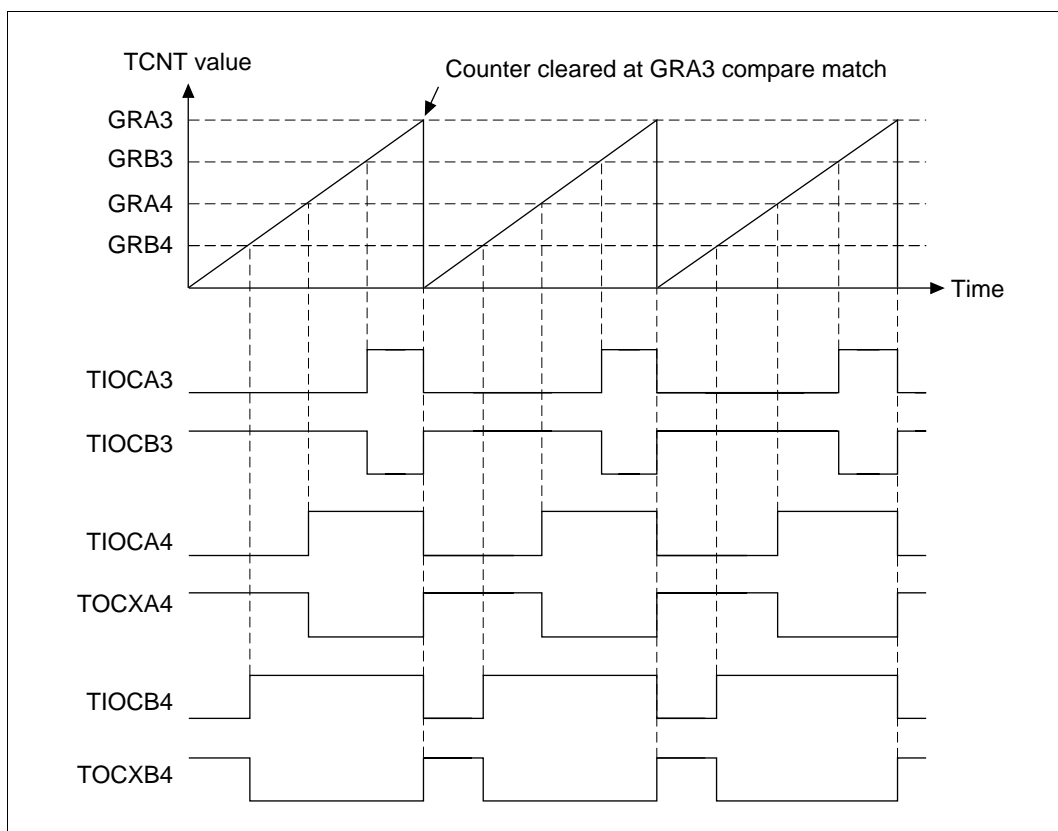 TCNT value
Counter cleared at GRA3 compare match
GRA3
GRB3
GRA4
GRB4
Time
TIOCA3
TIOCB3
TIOCA4
TOCXA4
TIOCB4
TOCXB4